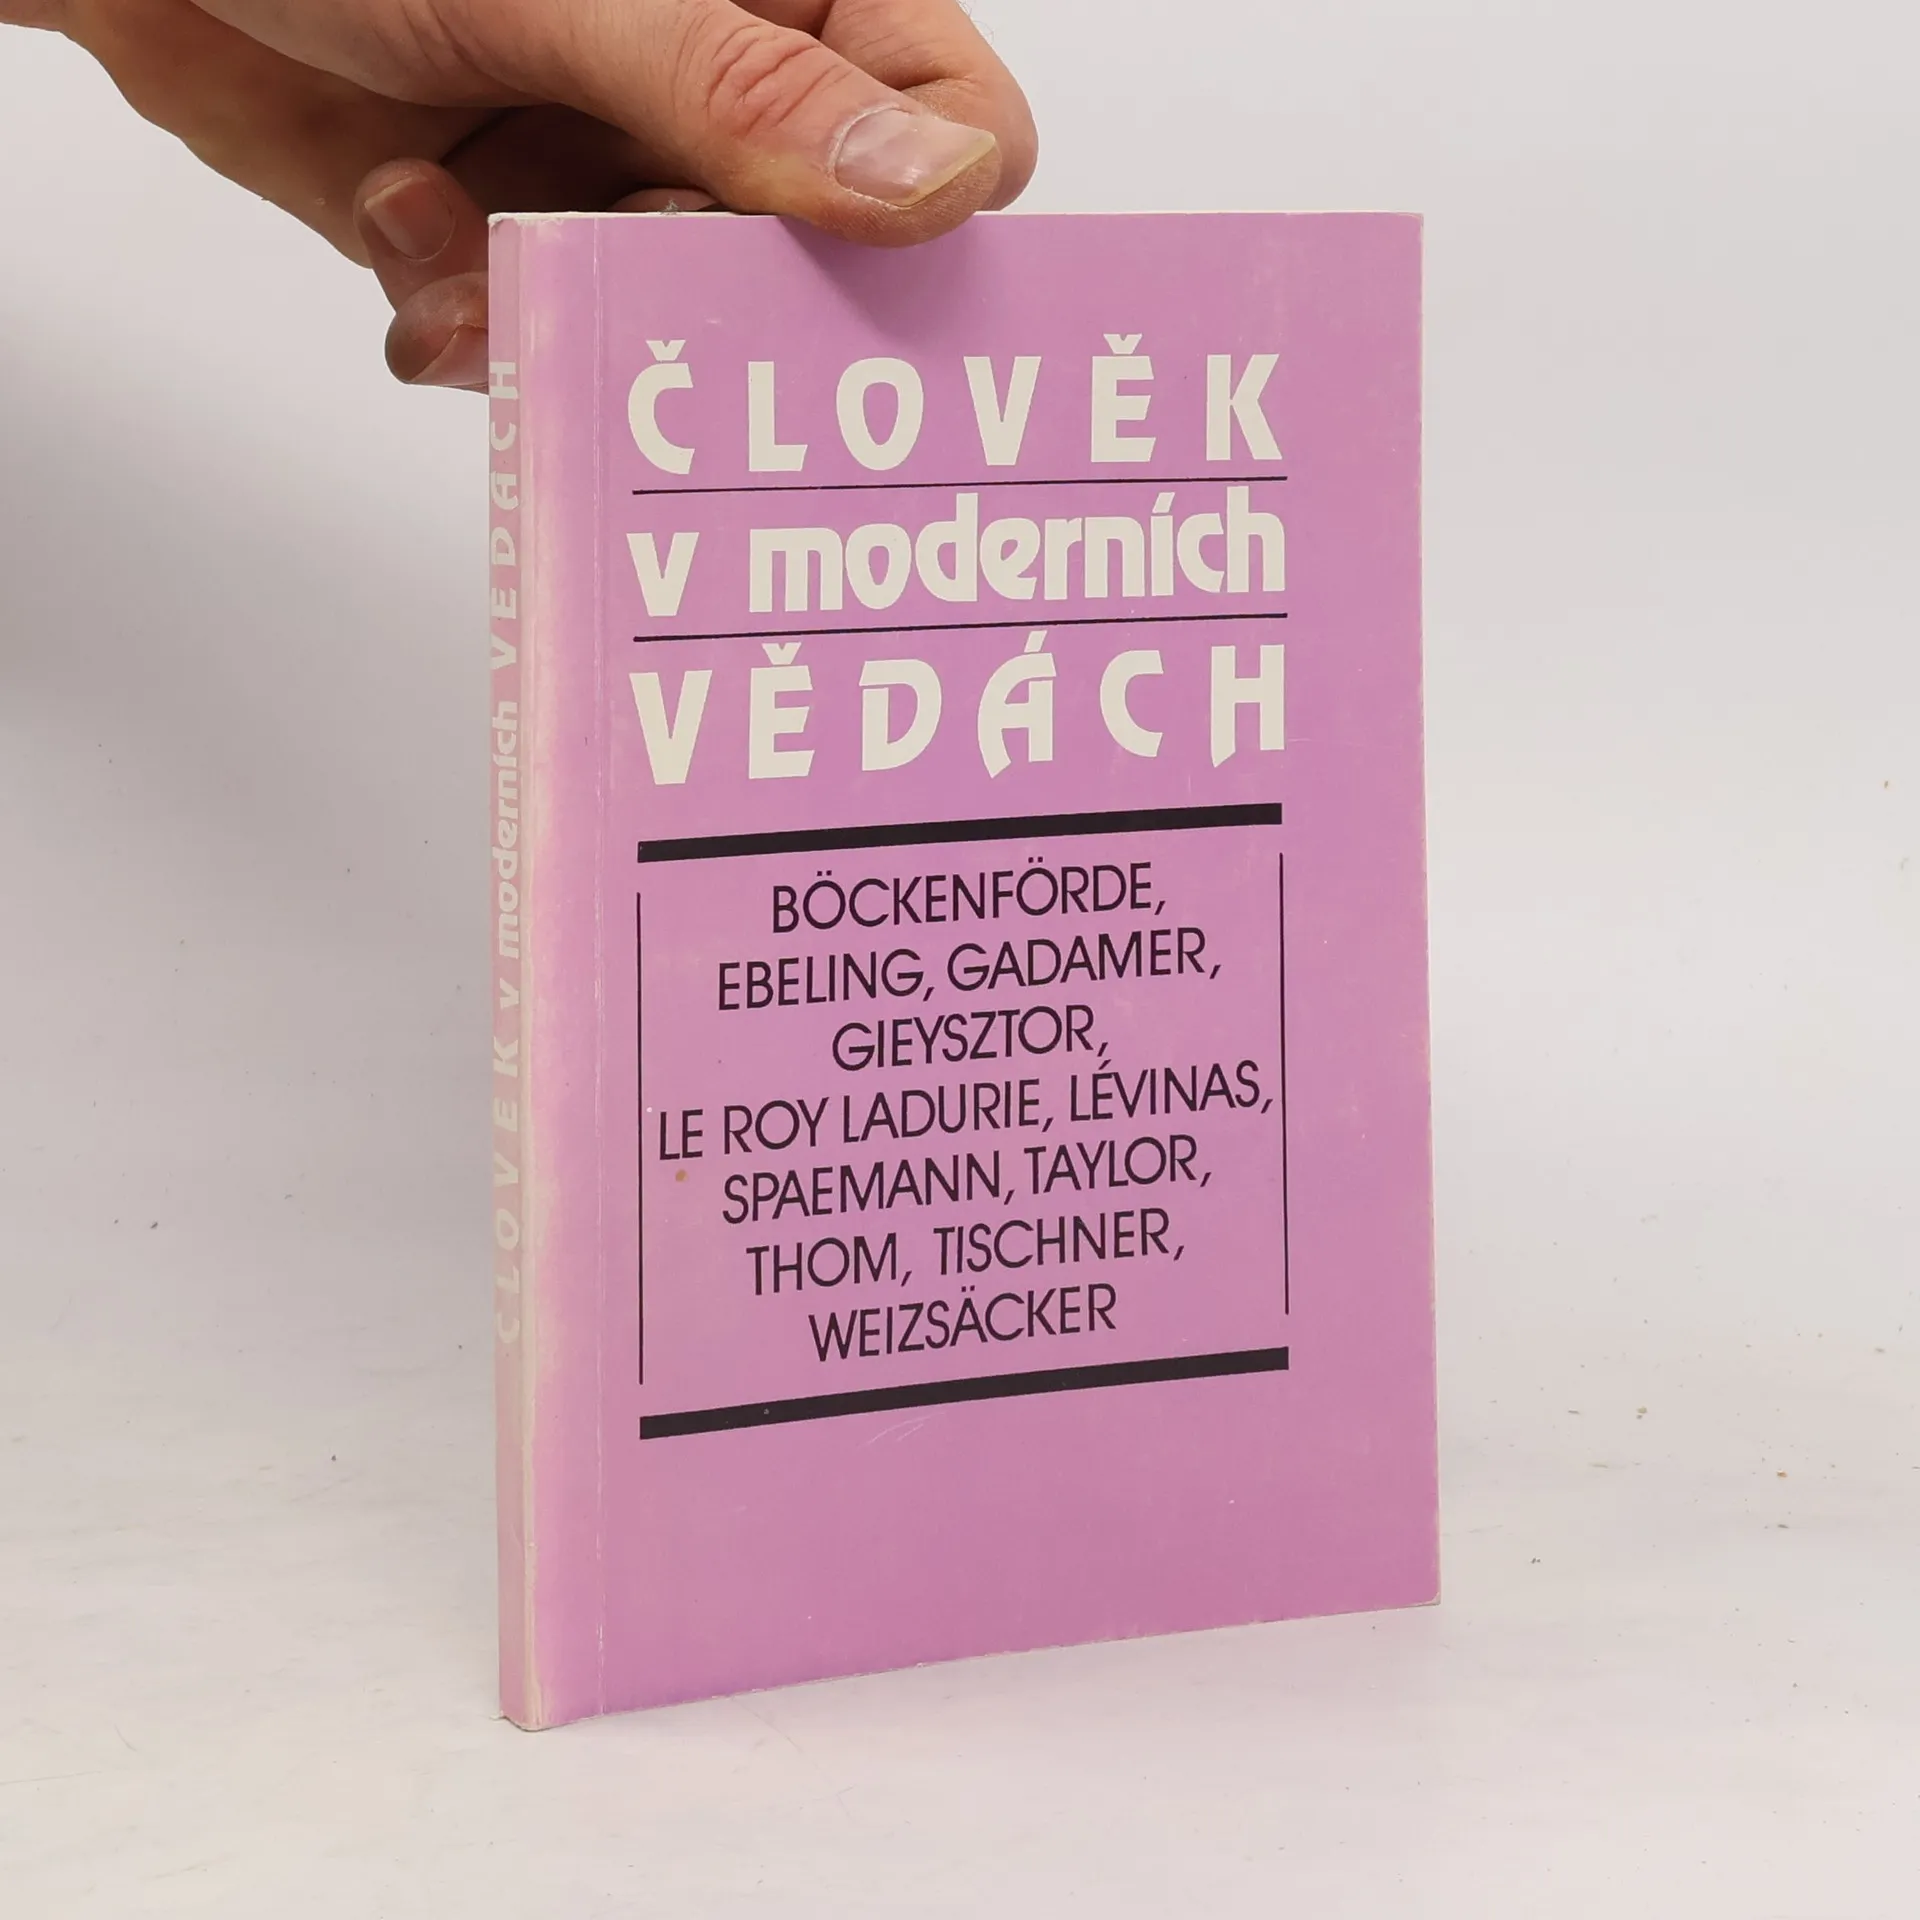 ČLOVĚK
v moderních
VĚDÁCH
BÖCKENFÖRDE,
EBELING, GADAMER,
GIEYSZTOR,
LE ROY LADURIE, LÉVINAS,
SPAEMANN, TAYLOR,
THOM, TISCHNER,
WEIZSÄCKER
ČLOVĚK v moderních VĚDÁCH